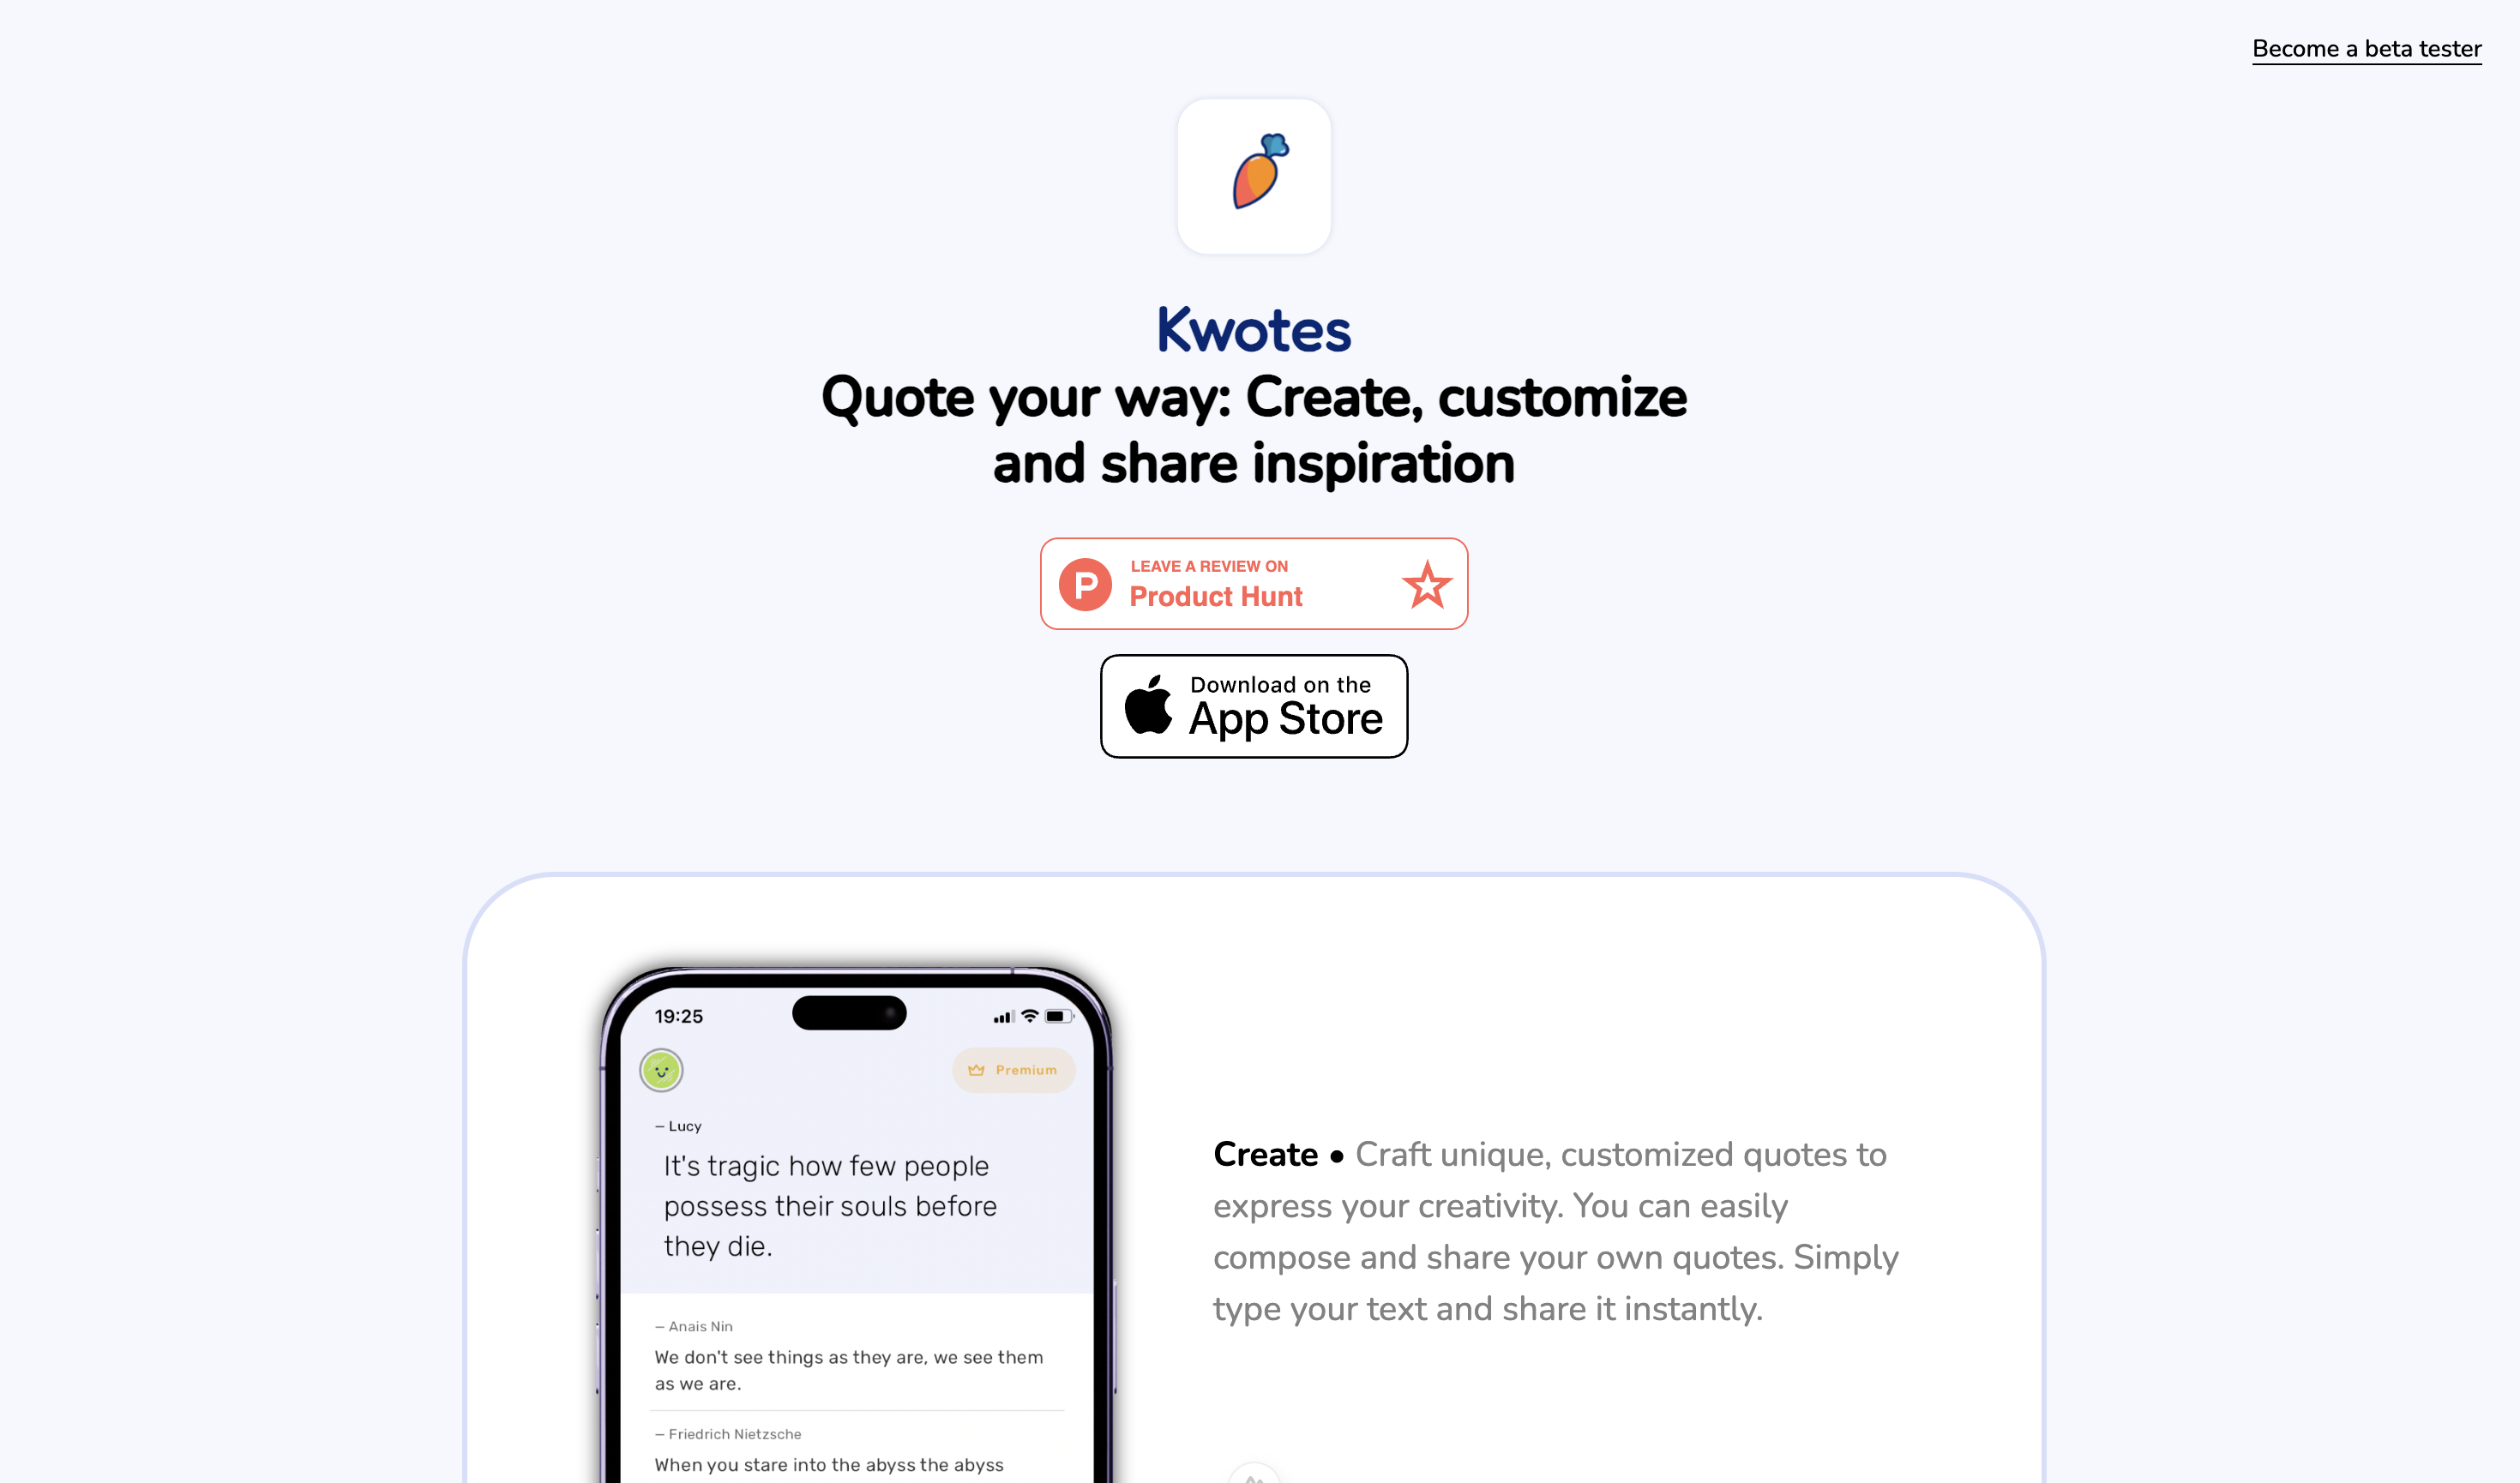 Become a beta tester
Kwotes
Quote your way: Create, customize
and share inspiration
LEAVE A REVIEW ON
Product Hunt
Download on the
App Store
19:25
Premium
– Lucy
It's tragic how few people
possess their souls before
they die.
– Anais Nin
We don't see things as they are, we see them
as we are.
– Friedrich Nietzsche
When you stare into the abyss the abyss
Create • Craft unique, customized quotes to
express your creativity. You can easily
compose and share your own quotes. Simply
type your text and share it instantly.